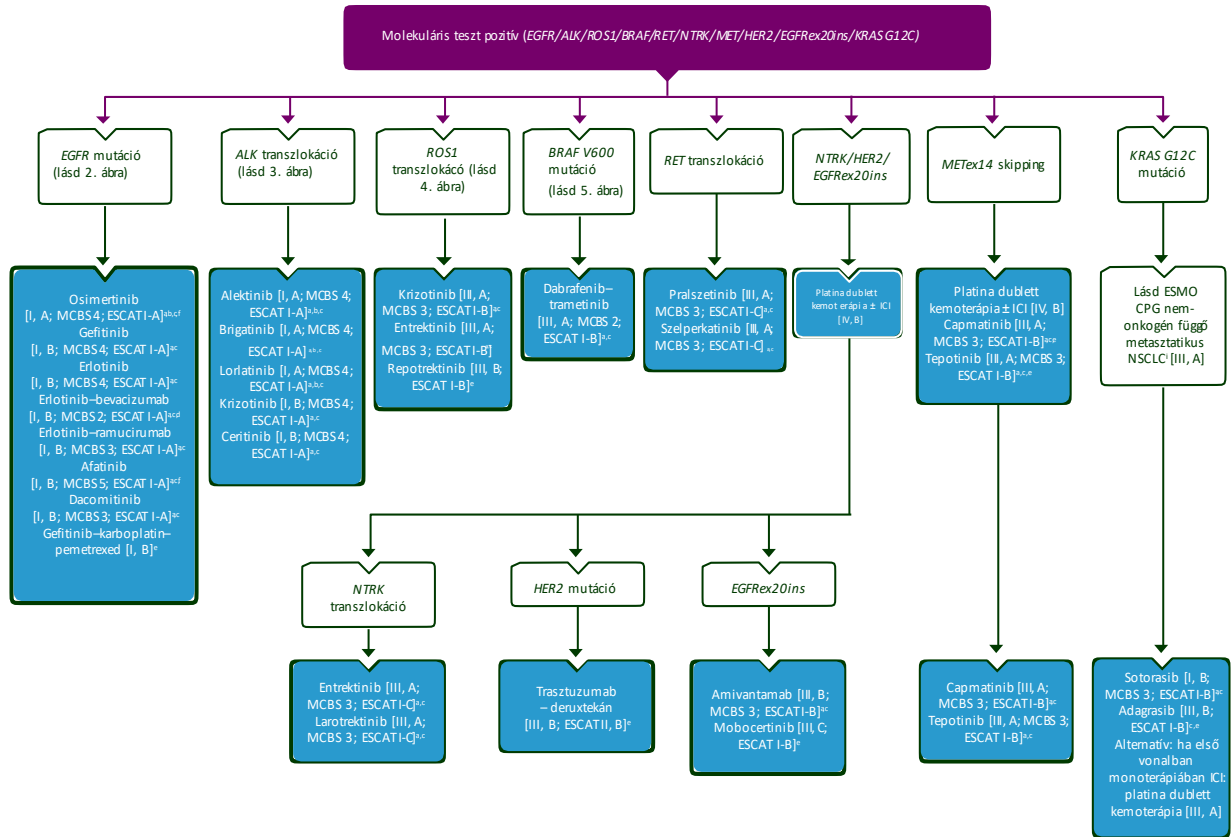 Molekuláris teszt pozitív (EGFR/ALK/ROS1/BRAF/RET/NTRK/MET/HER2/EGFRex20ins/KRAS G12C)
EGFR mutáció
(lásd 2. ábra)
ALK transzlokáció
(lásd 3. ábra)
ROS1
transzlokácó (lásd
4. ábra)
BRAF V600
mutáció
(lásd 5. ábra)
RET transzlokáció
NTRK/HER2/
EGFRex20ins
METex14 skipping
KRAS G12C
mutáció
Osimertinib
[I, A; MCBS 4; ESCAT I-A]a,b,c,f
Gefitinib
[I, B; MCBS 4; ESCAT I-A]a,c
Erlotinib
[I, B; MCBS 4; ESCAT I-A]a,c
Erlotinib–bevacizumab
[I, B; MCBS 2; ESCAT I-A]a,c,d
Erlotinib–ramucirumab
[I, B; MCBS 3; ESCAT I-A]a,c
Afatinib
[I, B; MCBS 5; ESCAT I-A]a,c,f
Dacomitinib
[I, B; MCBS 3; ESCAT I-A]a,c
Gefitinib–karboplatin–
pemetrexed [I, B]e
Alektinib [I, A; MCBS 4;
ESCAT I-A]a,b,c
Brigatinib [I, A; MCBS 4;
ESCAT I-A]a,b,c
Lorlatinib [I, A; MCBS 4;
ESCAT I-A]a,b,c
Krizotinib [I, B; MCBS 4;
ESCAT I-A]a,c
Ceritinib [I, B; MCBS 4;
ESCAT I-A]a,c
Krizotinib [III, A;
MCBS 3; ESCAT I-B]a,c
Entrektinib [III, A;
MCBS 3; ESCAT I-B]
Repotrektinib [III, B;
ESCAT I-B]e
Dabrafenib–
trametinib
[III, A; MCBS 2;
ESCAT I-B]a,c
Pralszetinib [III, A;
MCBS 3; ESCAT I-C]a,c
Szelperkatinib [III, A;
MCBS 3; ESCAT I-C] a,c
Platina dublett
kemoterápia ± ICI
[IV, B]
Platina dublett
kemoterápia ± ICI [IV, B]
Capmatinib [III, A;
MCBS 3; ESCAT I-B]a,c,e
Tepotinib [III, A; MCBS 3;
ESCAT I-B]a,c,e
Lásd ESMO
CPG nem-
onkogén függő
metasztatikus
NSCLCi [III, A]
NTRK
transzlokáció
HER2 mutáció
EGFRex20ins
Entrektinib [III, A;
MCBS 3; ESCAT I-C]a,c
Larotrektinib [III, A;
MCBS 3; ESCAT I-C]a,c
Trasztuzumab
– deruxtekán
[III, B; ESCAT II, B]e
Amivantamab [III, B;
MCBS 3; ESCAT I-B]a,c
Mobocertinib [III, C;
ESCAT I-B]e
Capmatinib [III, A;
MCBS 3; ESCAT I-B]a,c
Tepotinib [III, A; MCBS 3;
ESCAT I-B]a,c
Sotorasib [I, B;
MCBS 3; ESCAT I-B]a,c
Adagrasib [III, B;
ESCAT I-B]c,e
Alternatív: ha első
vonalban
monoterápiában ICI:
platina dublett
kemoterápia [III, A]